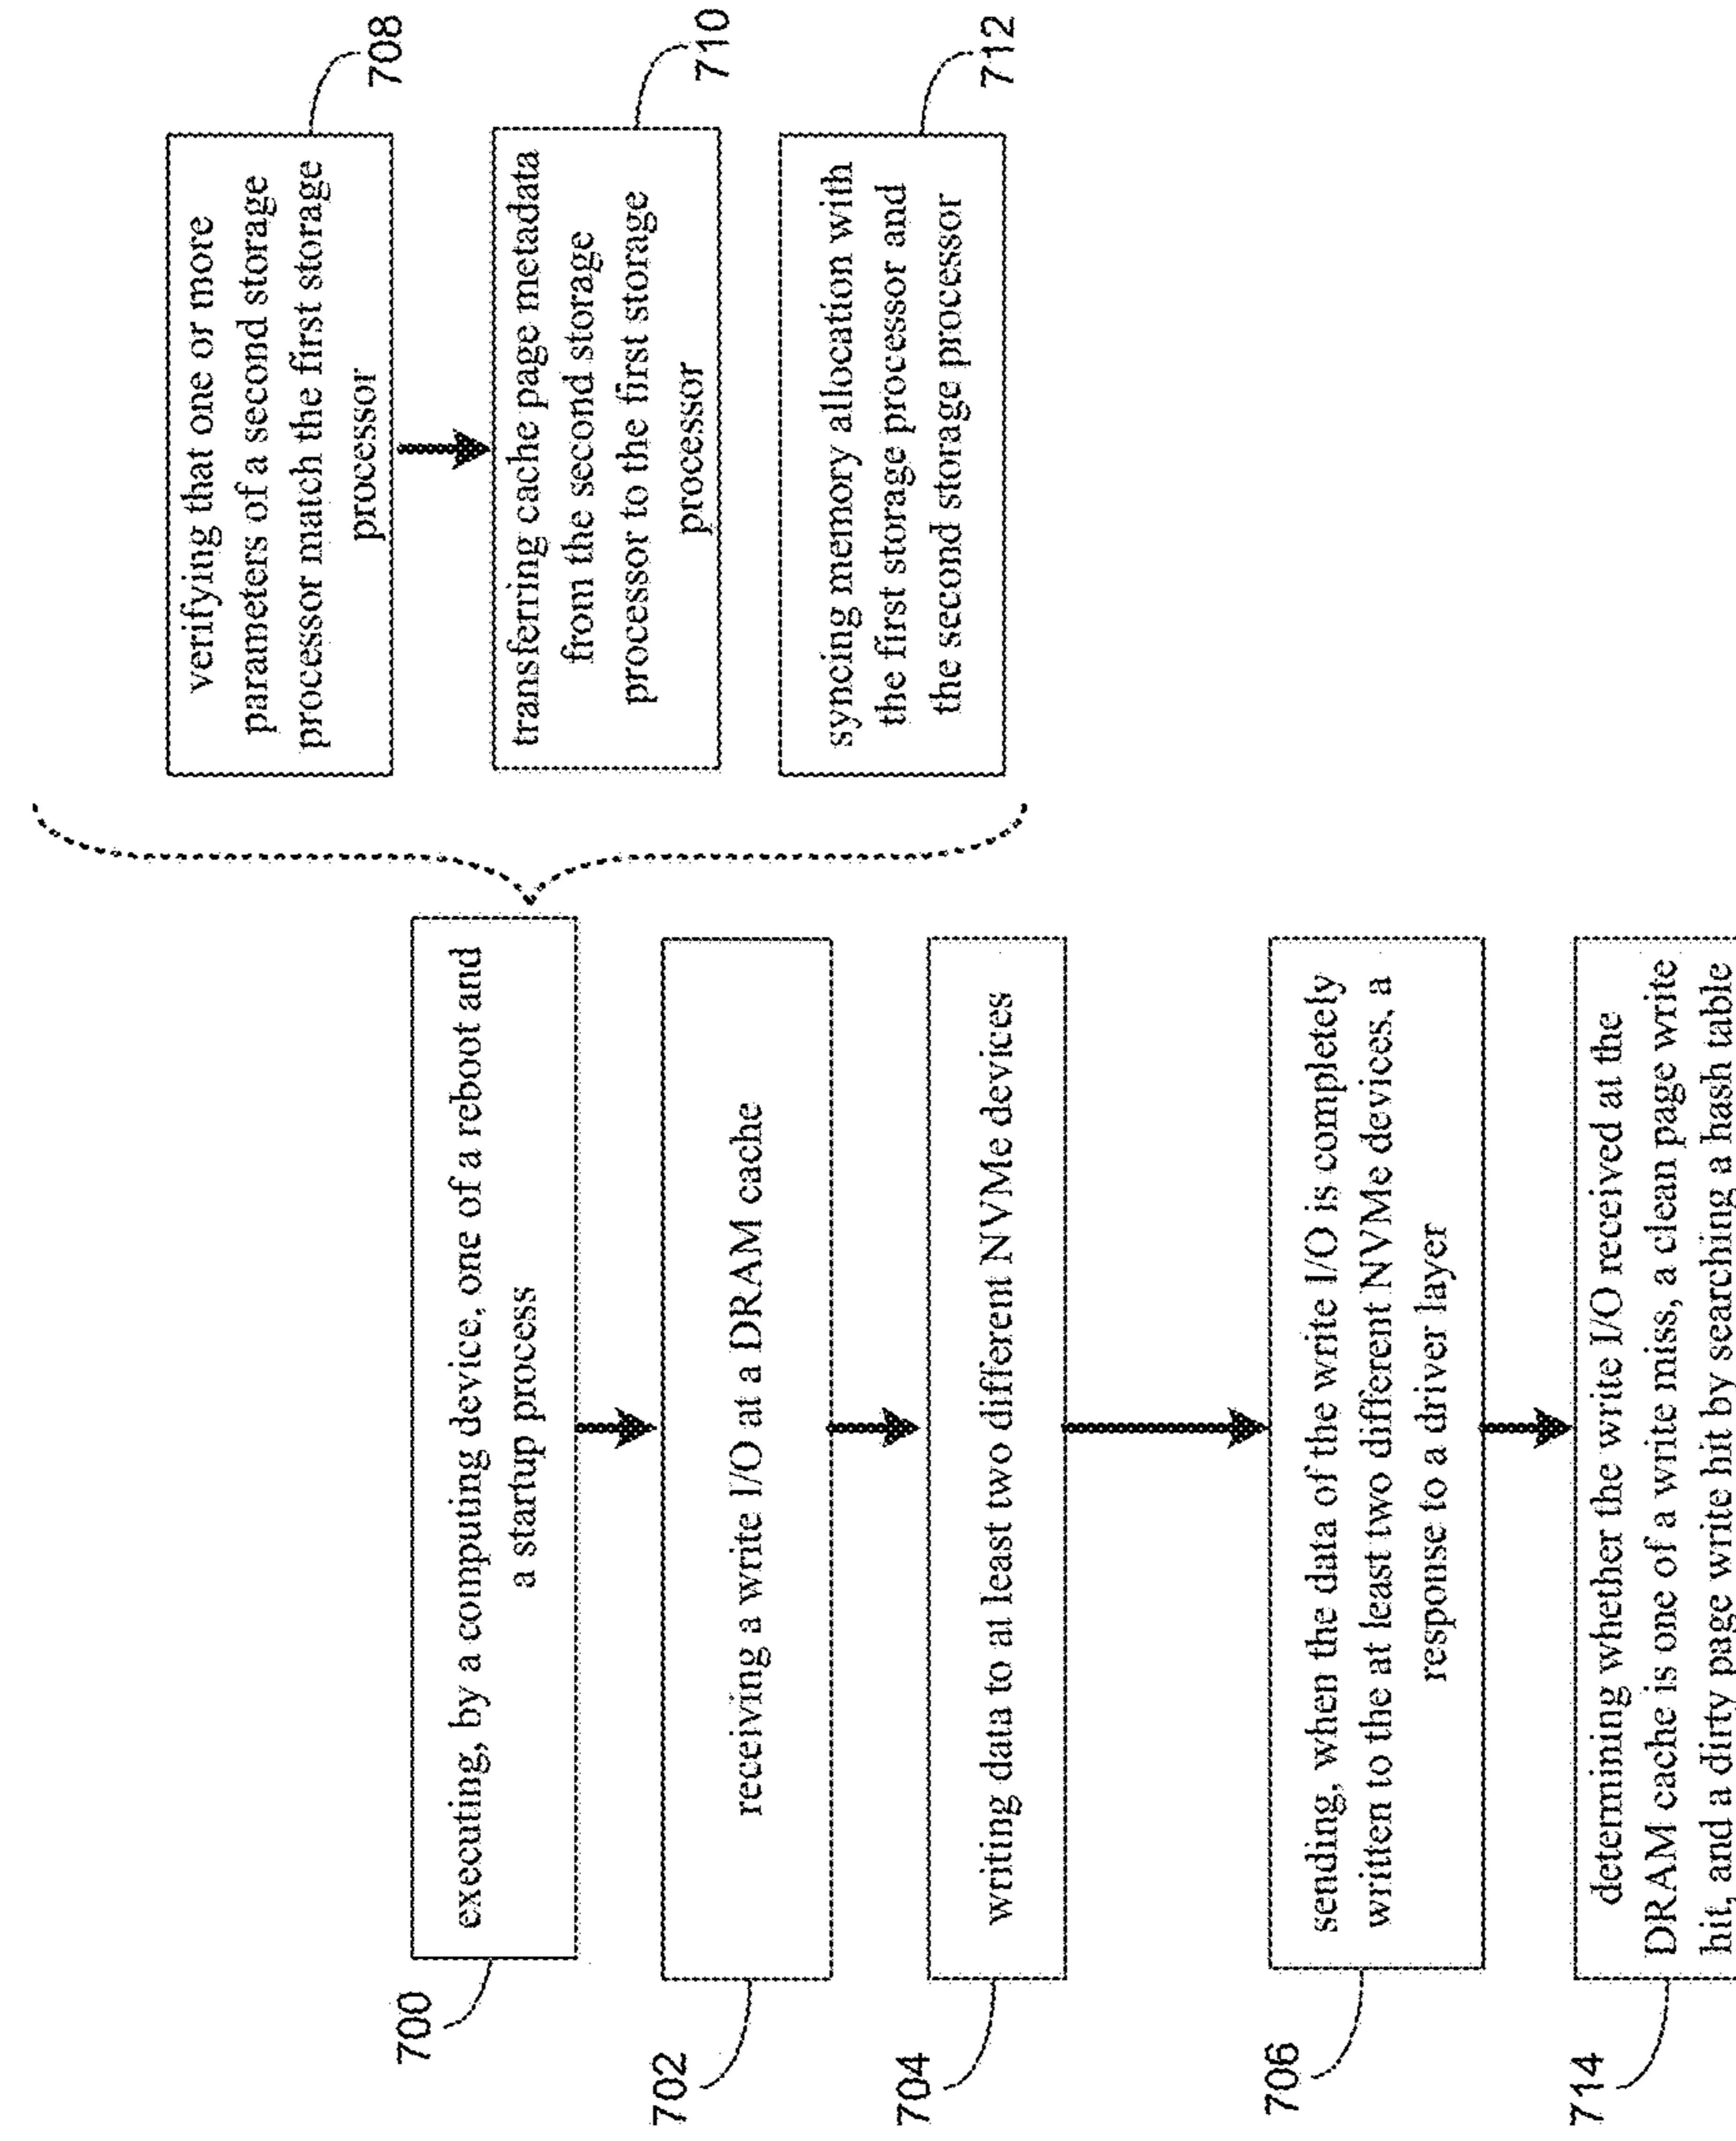 700
executing, by a computing device, one of a reboot and
a startup process
702
receiving a write I/O at a DRAM cache
704
writing data to at least two different NVMe devices
706
sending, when the data of the write I/O is completely
written to the at least two different NVMe devices, a
response to a driver layer
714
determining whether the write I/O received at the
DRAM cache is one of a write miss, a clean page write
hit, and a dirty page write hit by searching a hash table
708
verifying that one or more
parameters of a second storage
processor match the first storage
processor
710
transferring cache page metadata
from the second storage
processor to the first storage
processor
712
syncing memory allocation with
the first storage processor and
the second storage processor